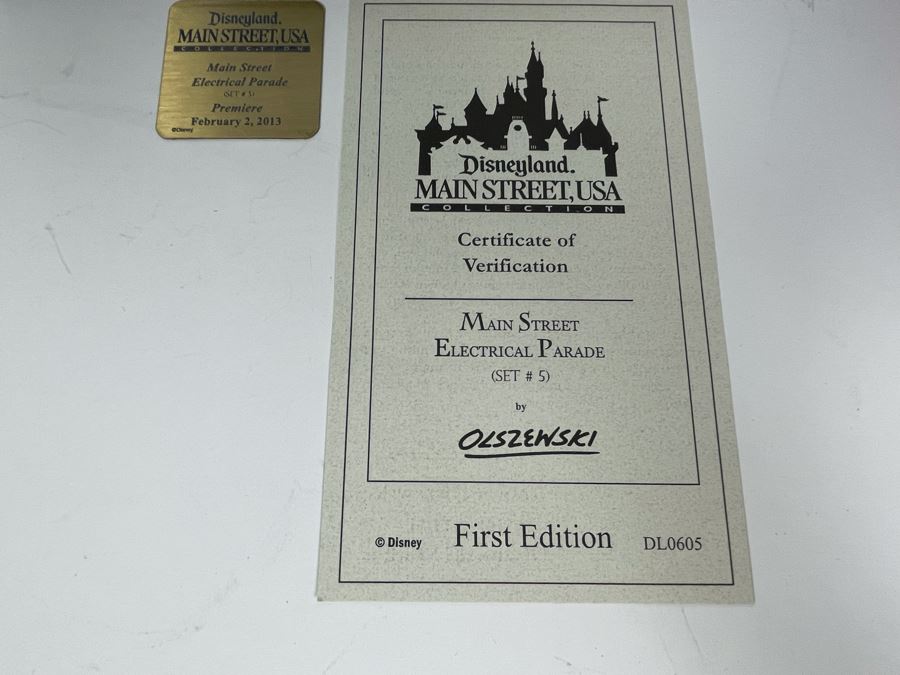 Disneyland.
MAIN STREET, USA
COLLECTION
Main Street
Electrical Parade
(SET # 5)
Premiere
February 2, 2013
©Disney
Disneyland.
MAIN STREET, USA
COLLECTION
Certificate of
Verification
MAIN STREET
ELECTRICAL PARADE
(SET # 5)
by
OLSZEWSKI
© Disney First Edition DL0605